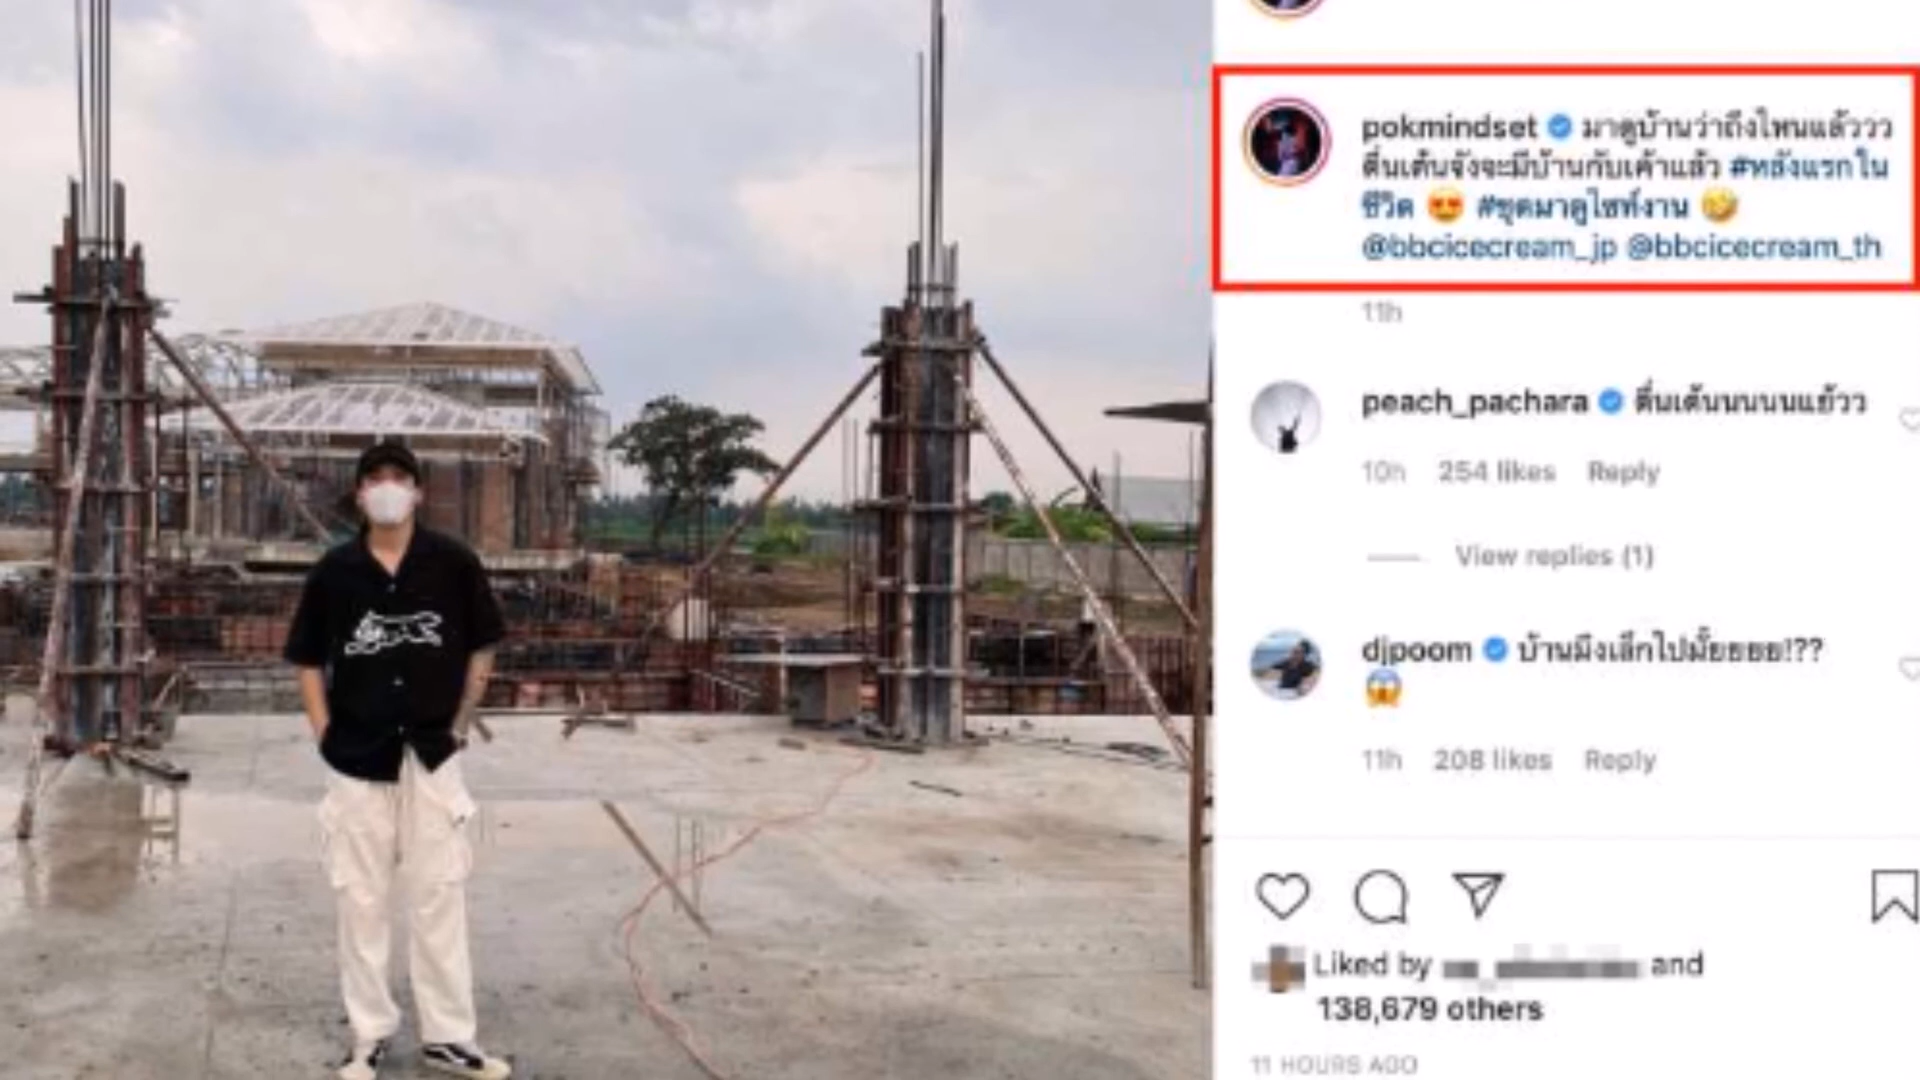 pokmindset มาดูบ้านว่าถึงไหนแล้ววว
ตื่นเต้นจังจะมีบ้านกับเค้าแล้ว #หลังแรกใน
ชีวิต 😍 #ชุดมาดูไซท์งาน 🤣
@bbcicecream_jp @bbcicecream_th
11h
peach_pachara ตื่นเต้นนนนนแย้วว
10h 254 likes Reply
View replies (1)
djpoom บ้านมึงเล็กไปมั้ยยยย!??
😱
11h 208 likes Reply
Liked by and
138,679 others
11 HOURS AGO